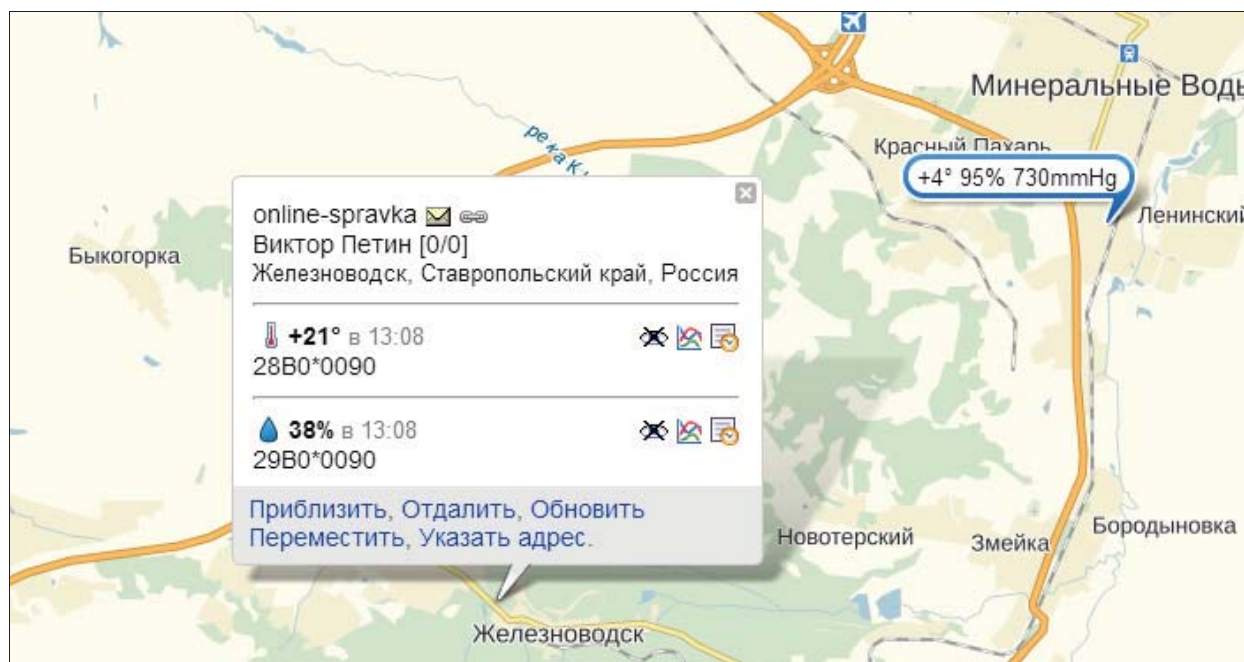 Минеральные Воды
река К
Красный Пахарь
+4° 95% 730mmHg
Ленинский
Быкогорка
online-spravka
Виктор Петин [0/0]
Железноводск, Ставропольский край, Россия
+21° в 13:08
28B0*0090
38% в 13:08
29B0*0090
Приблизить, Отдалить, Обновить
Переместить, Указать адрес.
Новотерский
Змейка
Бородыновка
Железноводск